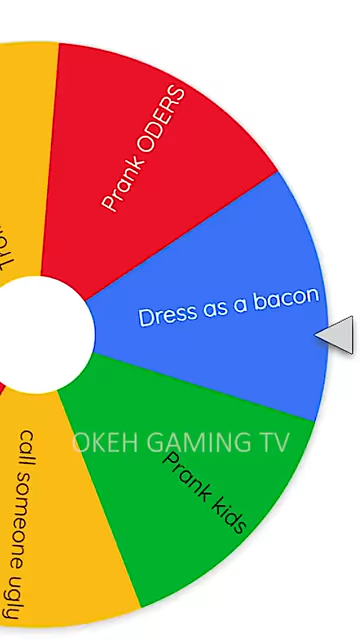 Prank ODERS
Dress as a bacon
OKEH GAMING TV
Prank kids
call someone ugly